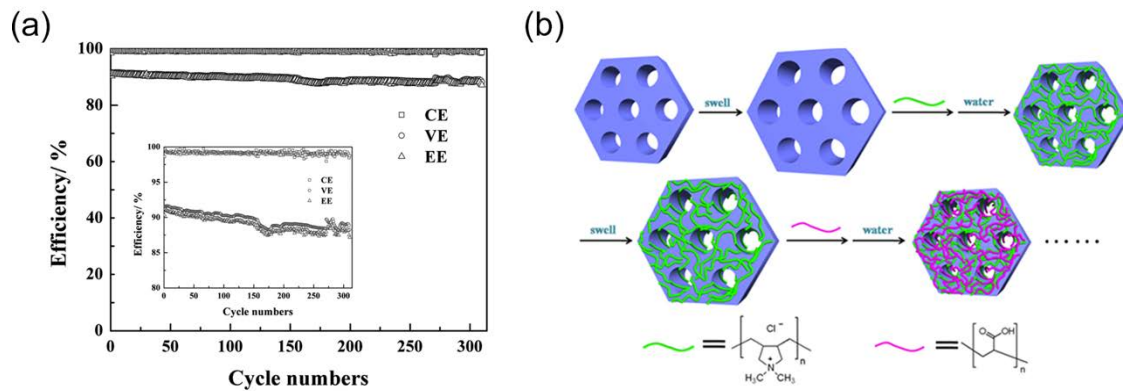 (a)
100
80
60
40
20
0
Efficiency/ %
0 50 100 150 200 250 300
Cycle numbers
CE
VE
EE
100
95
90
85
80
Efficiency/ %
0 50 100 150 200 250 300
Cycle numbers
CE
VE
EE
(b)
swell
water
swell
water
......
Cl⁻
N
+
H₃C
CH₃
n
O
OH
n